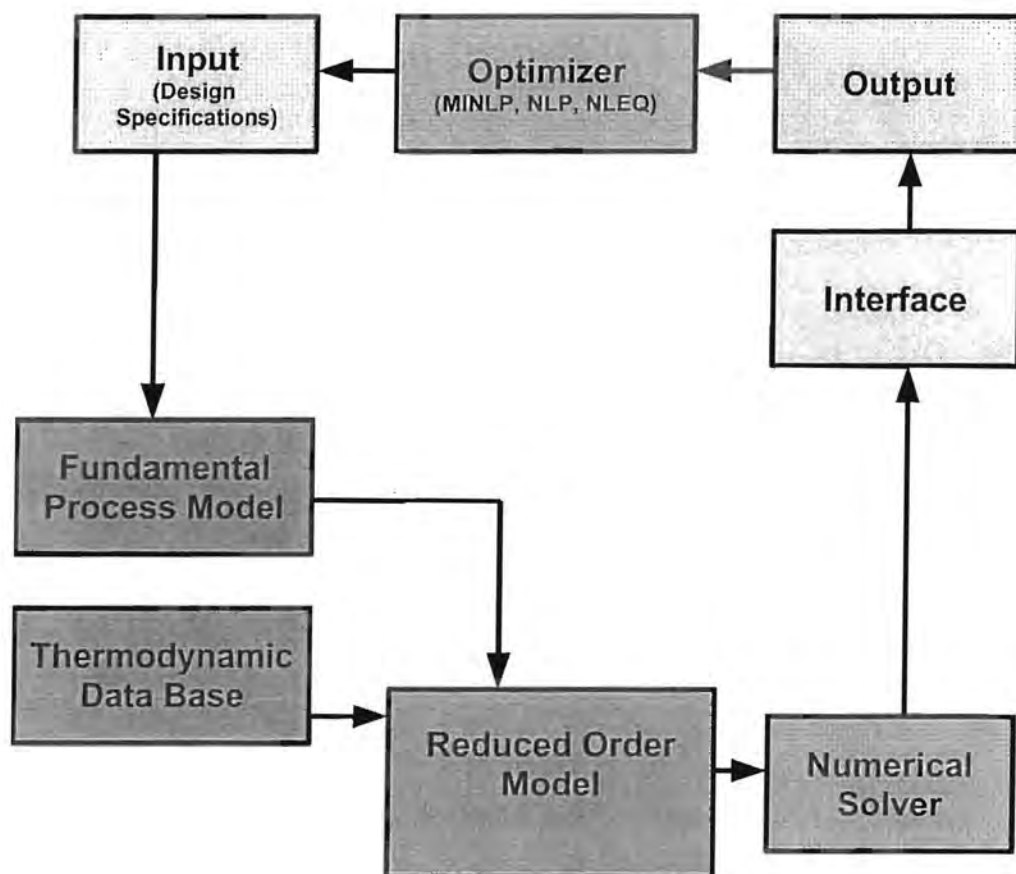 Input
(Design
Specifications)
Optimizer
(MINLP, NLP, NLEQ)
Output
Interface
Fundamental
Process Model
Thermodynamic
Data Base
Reduced Order
Model
Numerical
Solver